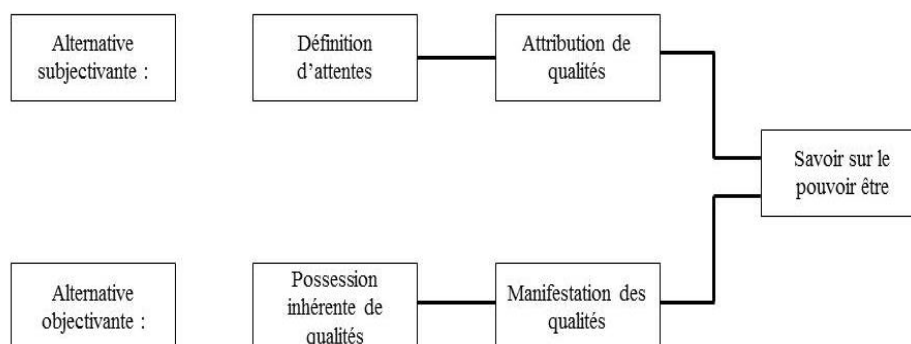 Alternative
subjectivante :
Définition
d’attentes
Attribution de
qualités
Savoir sur le
pouvoir être
Alternative
objectivante :
Possession
inhérente de
qualités
Manifestation des
qualités